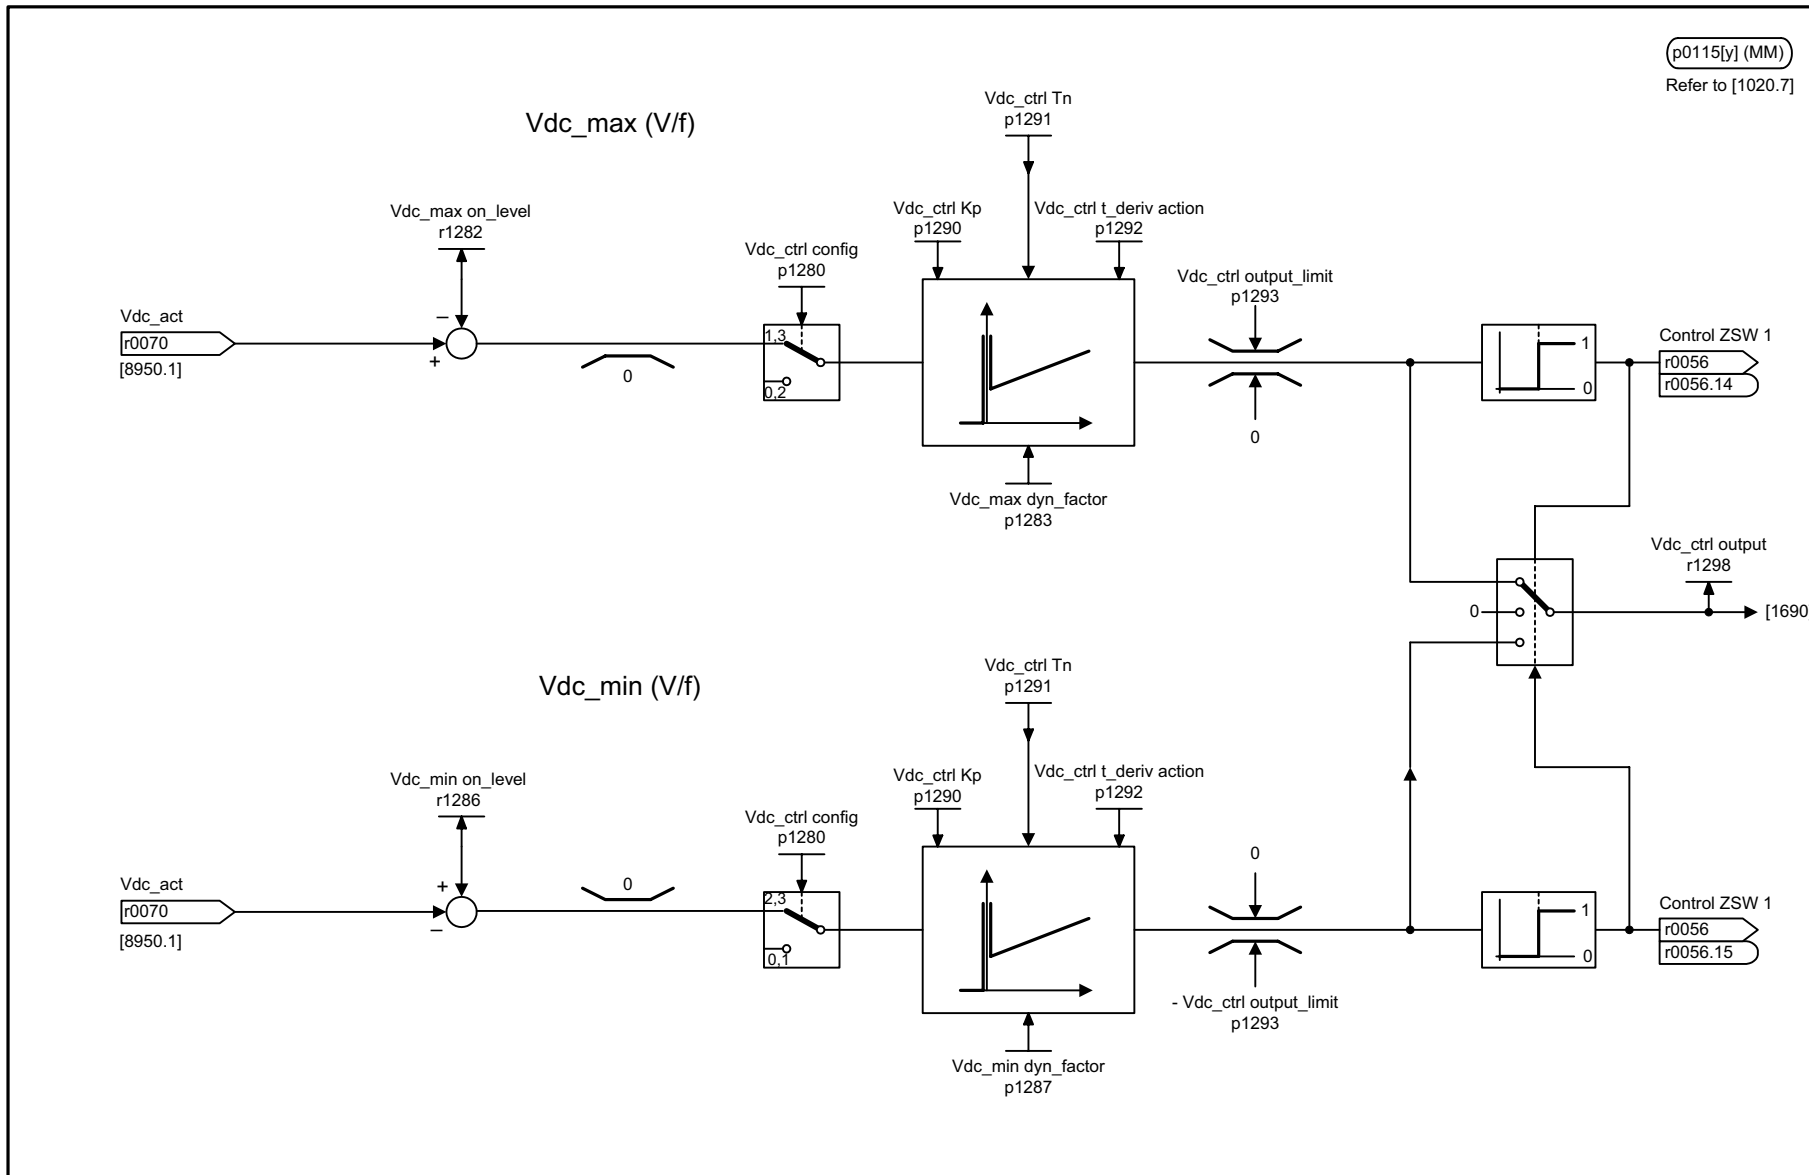 p0115[y] (MM)
Refer to [1020.7]
Vdc_max (V/f)
Vdc_ctrl Tn
p1291
Vdc_max on_level
r1282
Vdc_ctrl config
p1280
Vdc_ctrl Kp
p1290
Vdc_ctrl t_deriv action
p1292
Vdc_ctrl output_limit
p1293
Vdc_act
r0070
[8950.1]
–
+
0
1,3
0,2
0
1
0
Control ZSW 1
r0056
r0056.14
Vdc_max dyn_factor
p1283
Vdc_ctrl output
r1298
0
[1690]
Vdc_min (V/f)
Vdc_ctrl Tn
p1291
Vdc_min on_level
r1286
Vdc_ctrl config
p1280
Vdc_ctrl Kp
p1290
Vdc_ctrl t_deriv action
p1292
0
Vdc_act
r0070
[8950.1]
+
–
0
2,3
0,1
- Vdc_ctrl output_limit
p1293
1
0
Control ZSW 1
r0056
r0056.15
Vdc_min dyn_factor
p1287